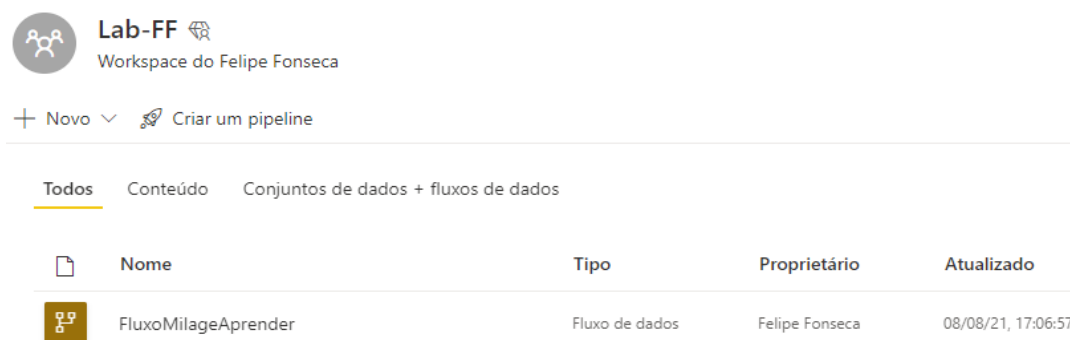 Lab-FF
Workspace do Felipe Fonseca
Novo Criar um pipeline
Todos Conteúdo Conjuntos de dados + fluxos de dados
Nome Tipo Proprietário Atualizado
FluxoMilageAprender Fluxo de dados Felipe Fonseca 08/08/21, 17:06:57